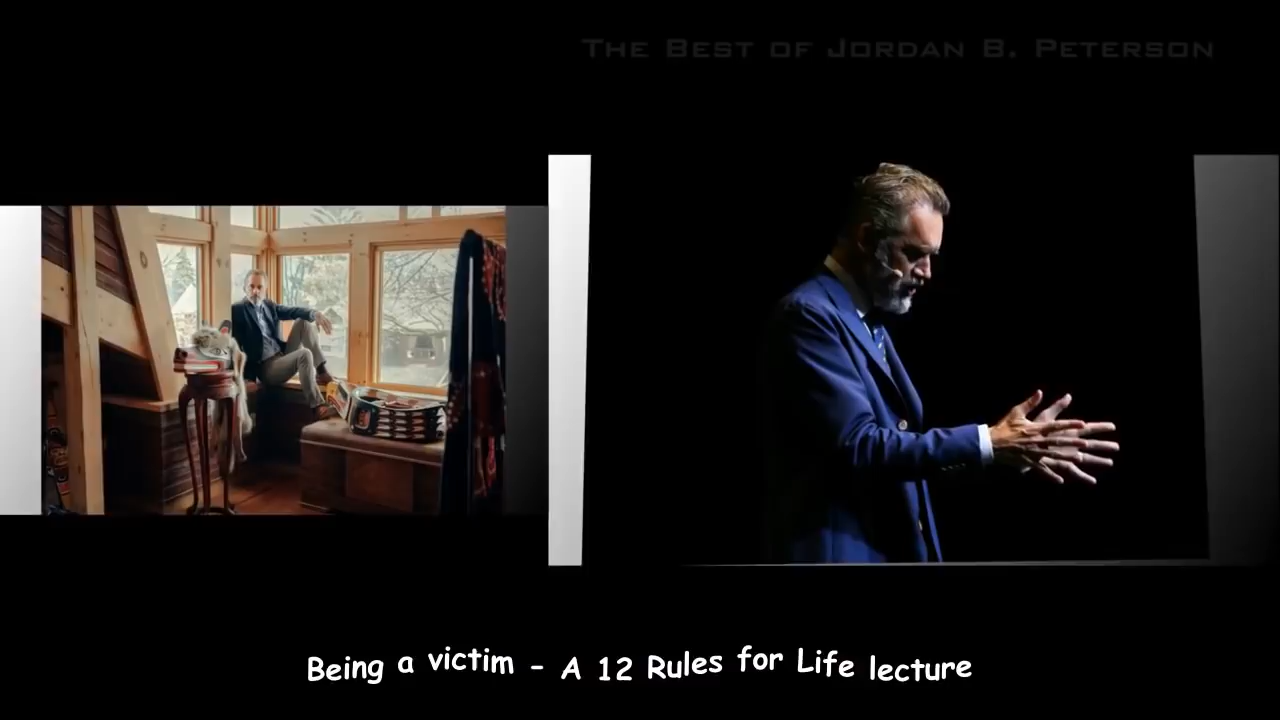 The Best of Jordan B. Peterson
Being a victim - A 12 Rules for Life lecture